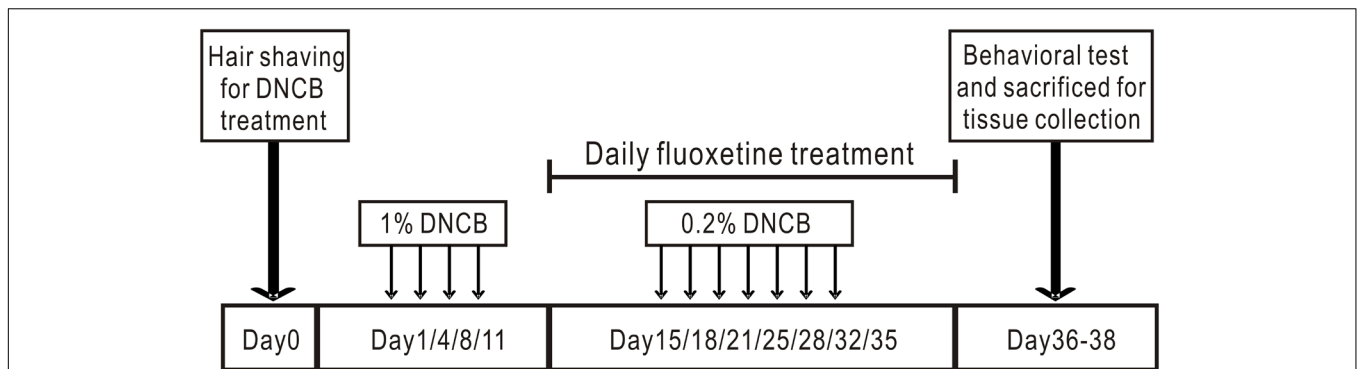 Hair shaving
for DNCB
treatment
Behavioral test
and sacrificed for
tissue collection
Daily fluoxetine treatment
1% DNCB
0.2% DNCB
Day0
Day1/4/8/11
Day15/18/21/25/28/32/35
Day36-38